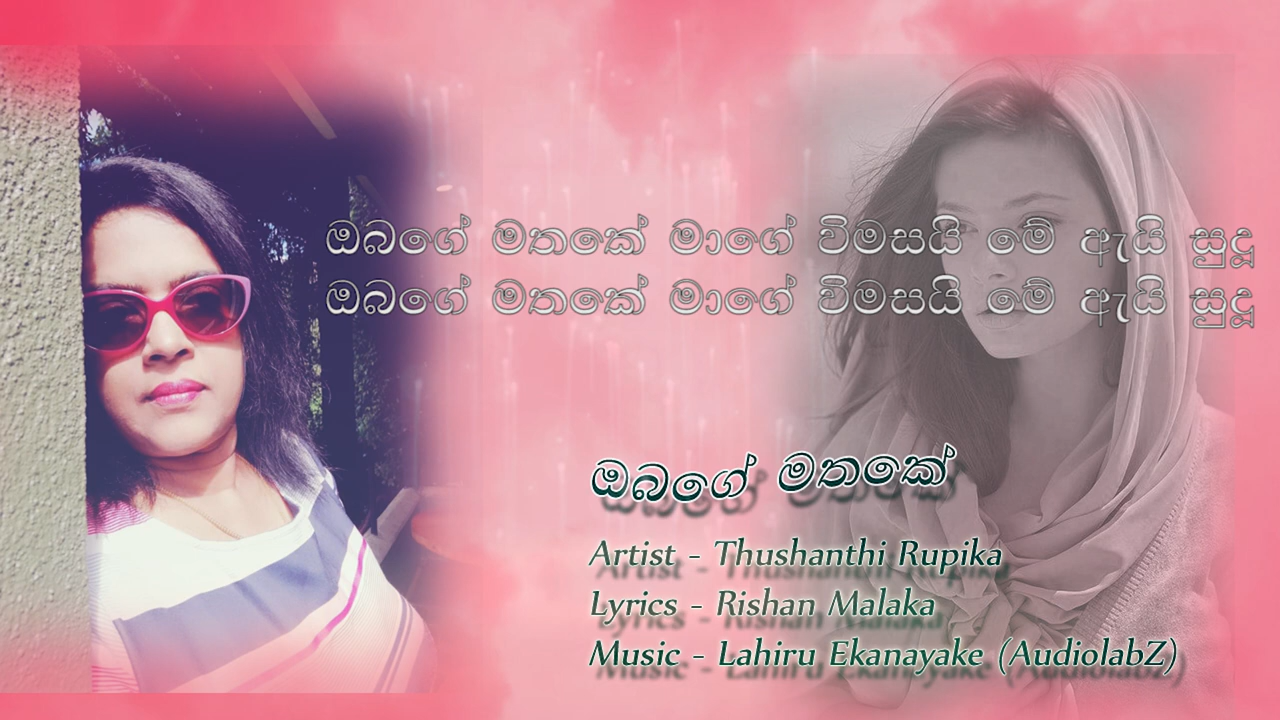 ඔබගේ මතකේ මාගේ විමසයි මේ ඇයි සුදූ
ඔබගේ මතකේ මාගේ විමසයි මේ ඇයි සුදූ
ඔබගේ මතකේ
Artist - Thushanthi Rupika
Lyrics - Rishan Malaka
Music - Lahiru Ekanayake (AudiolabZ)